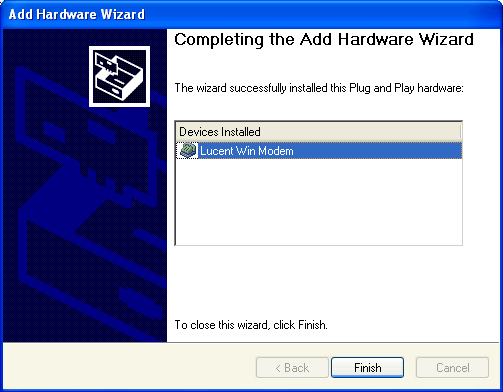 Add Hardware Wizard
Completing the Add Hardware Wizard
The wizard successfully installed this Plug and Play hardware:
Devices Installed
Lucent Win Modem
To close this wizard, click Finish.
< Back
Finish
Cancel